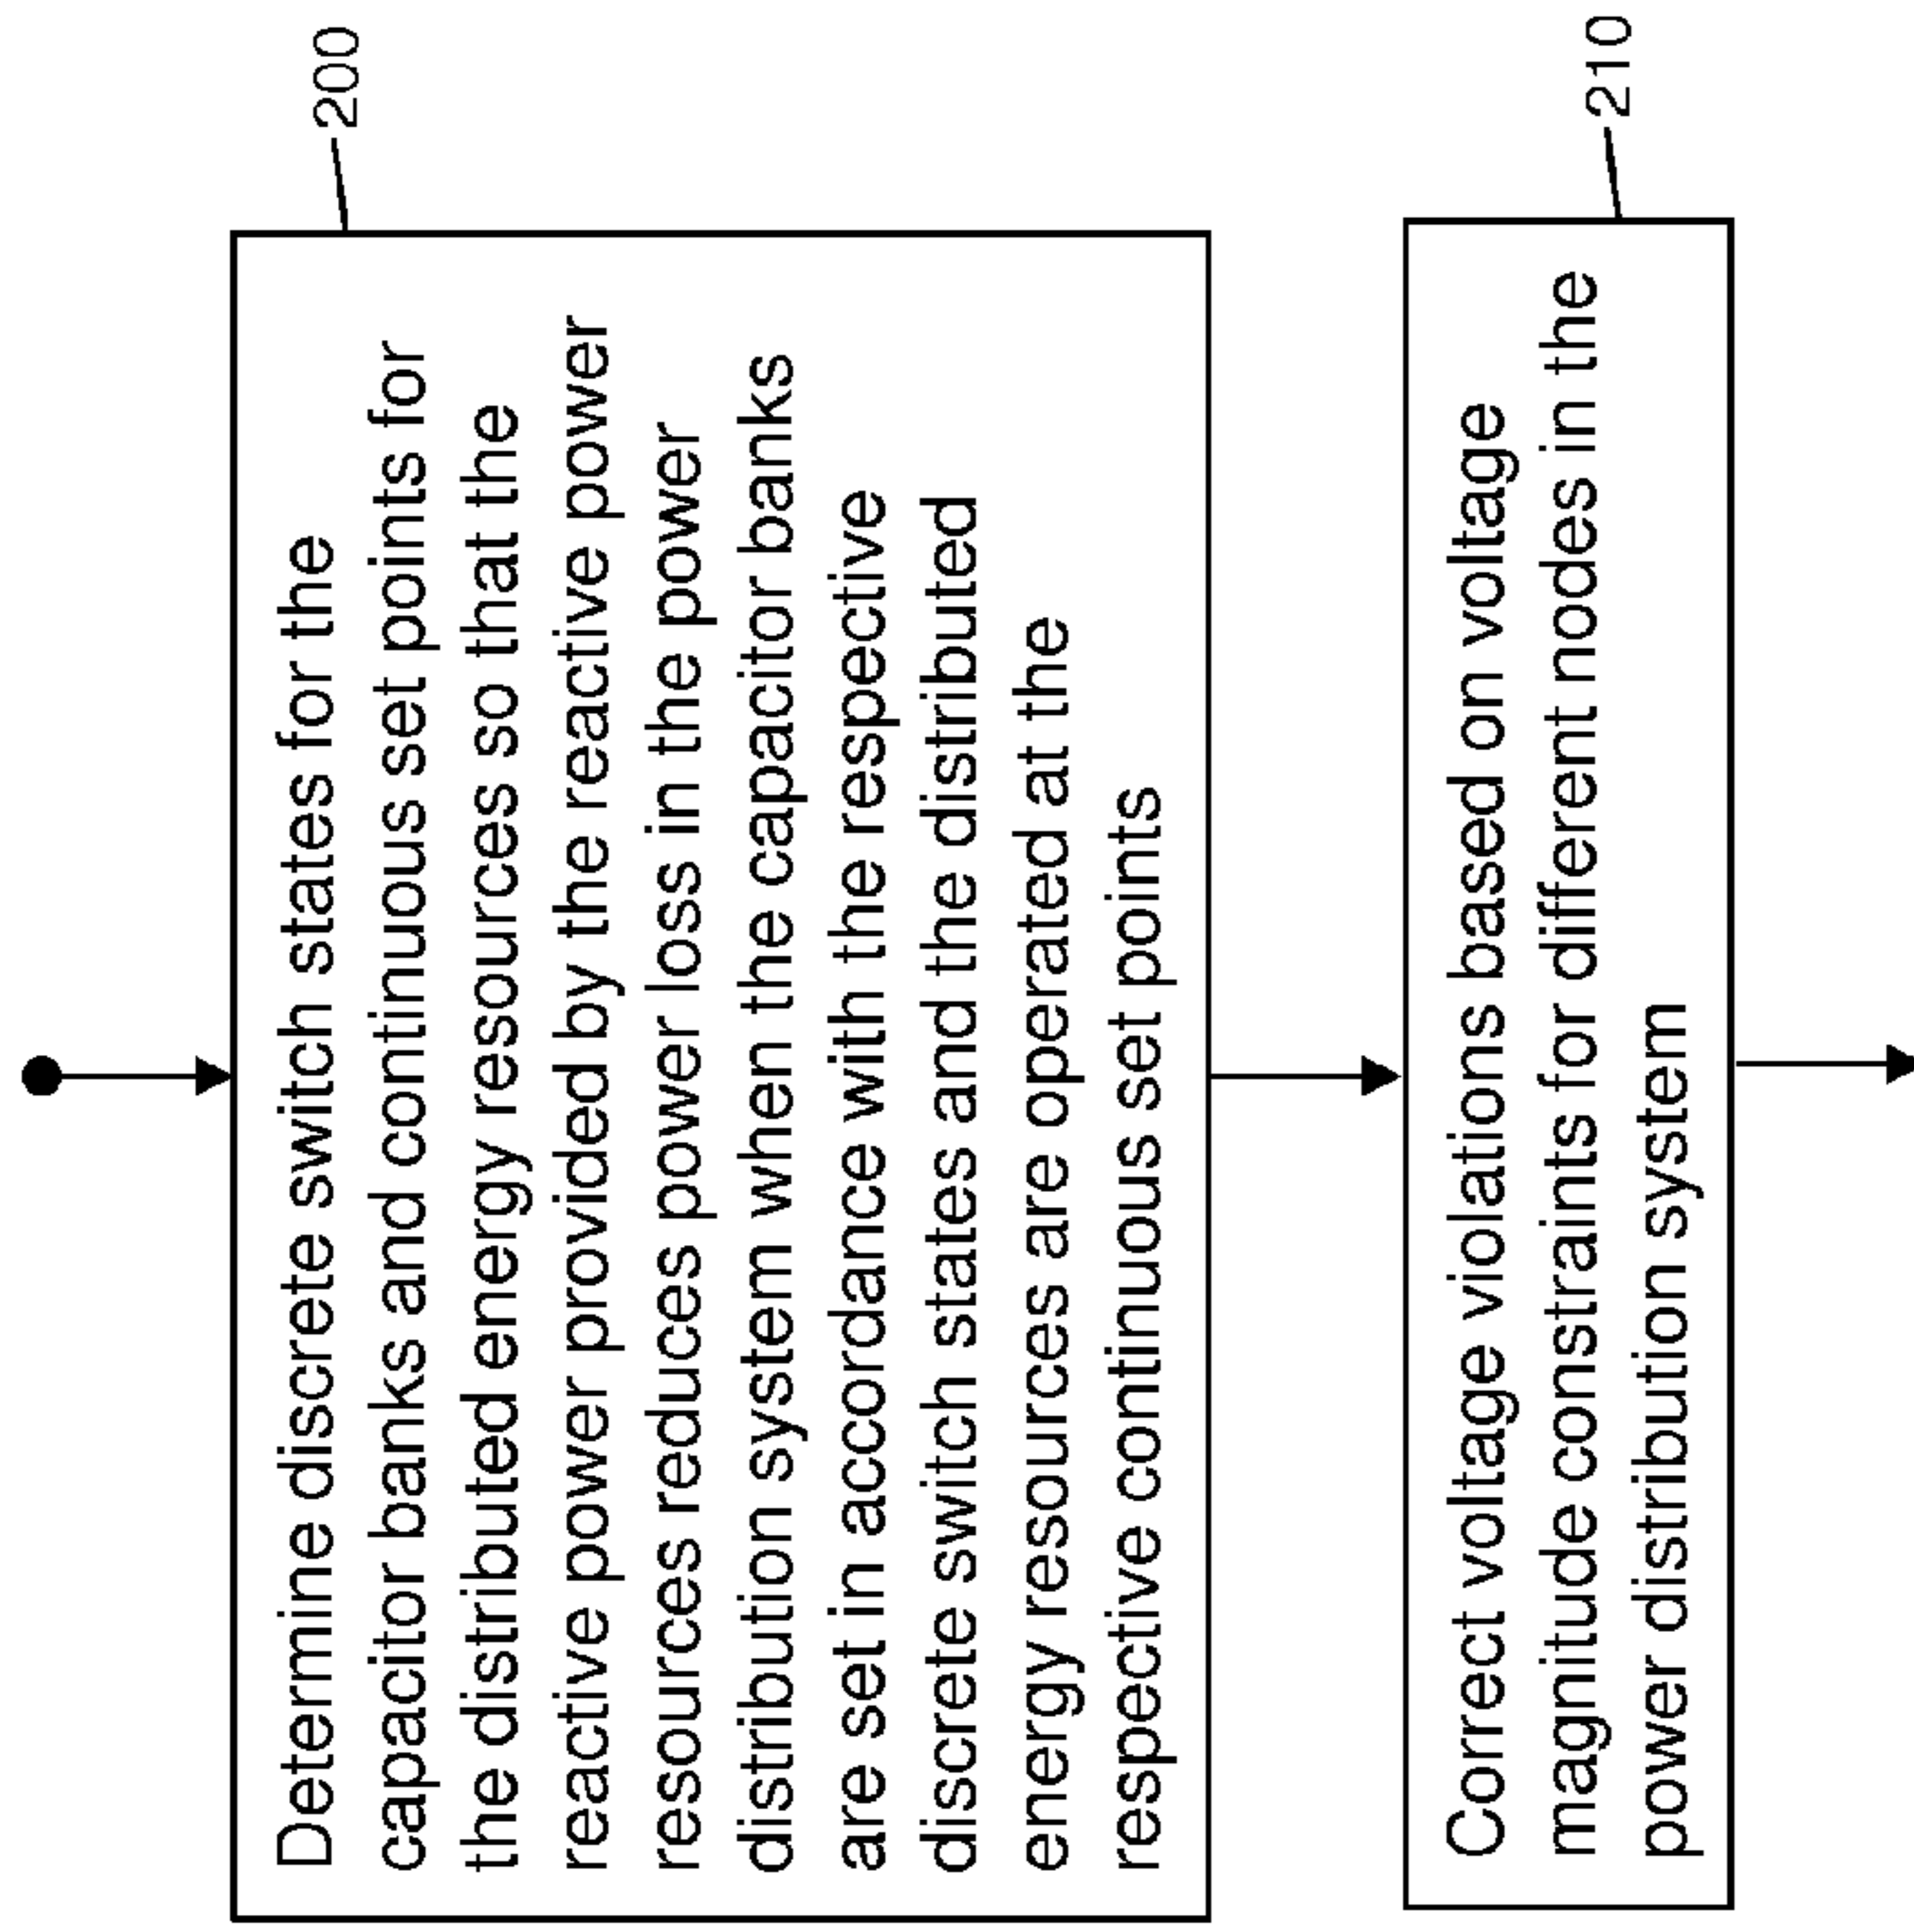 Determine discrete switch states for the
capacitor banks and continuous set points for
the distributed energy resources so that the
reactive power provided by the reactive power
resources reduces power loss in the power
distribution system when the capacitor banks
are set in accordance with the respective
discrete switch states and the distributed
energy resources are operated at the
respective continuous set points
200
Correct voltage violations based on voltage
magnitude constraints for different nodes in the
power distribution system
210